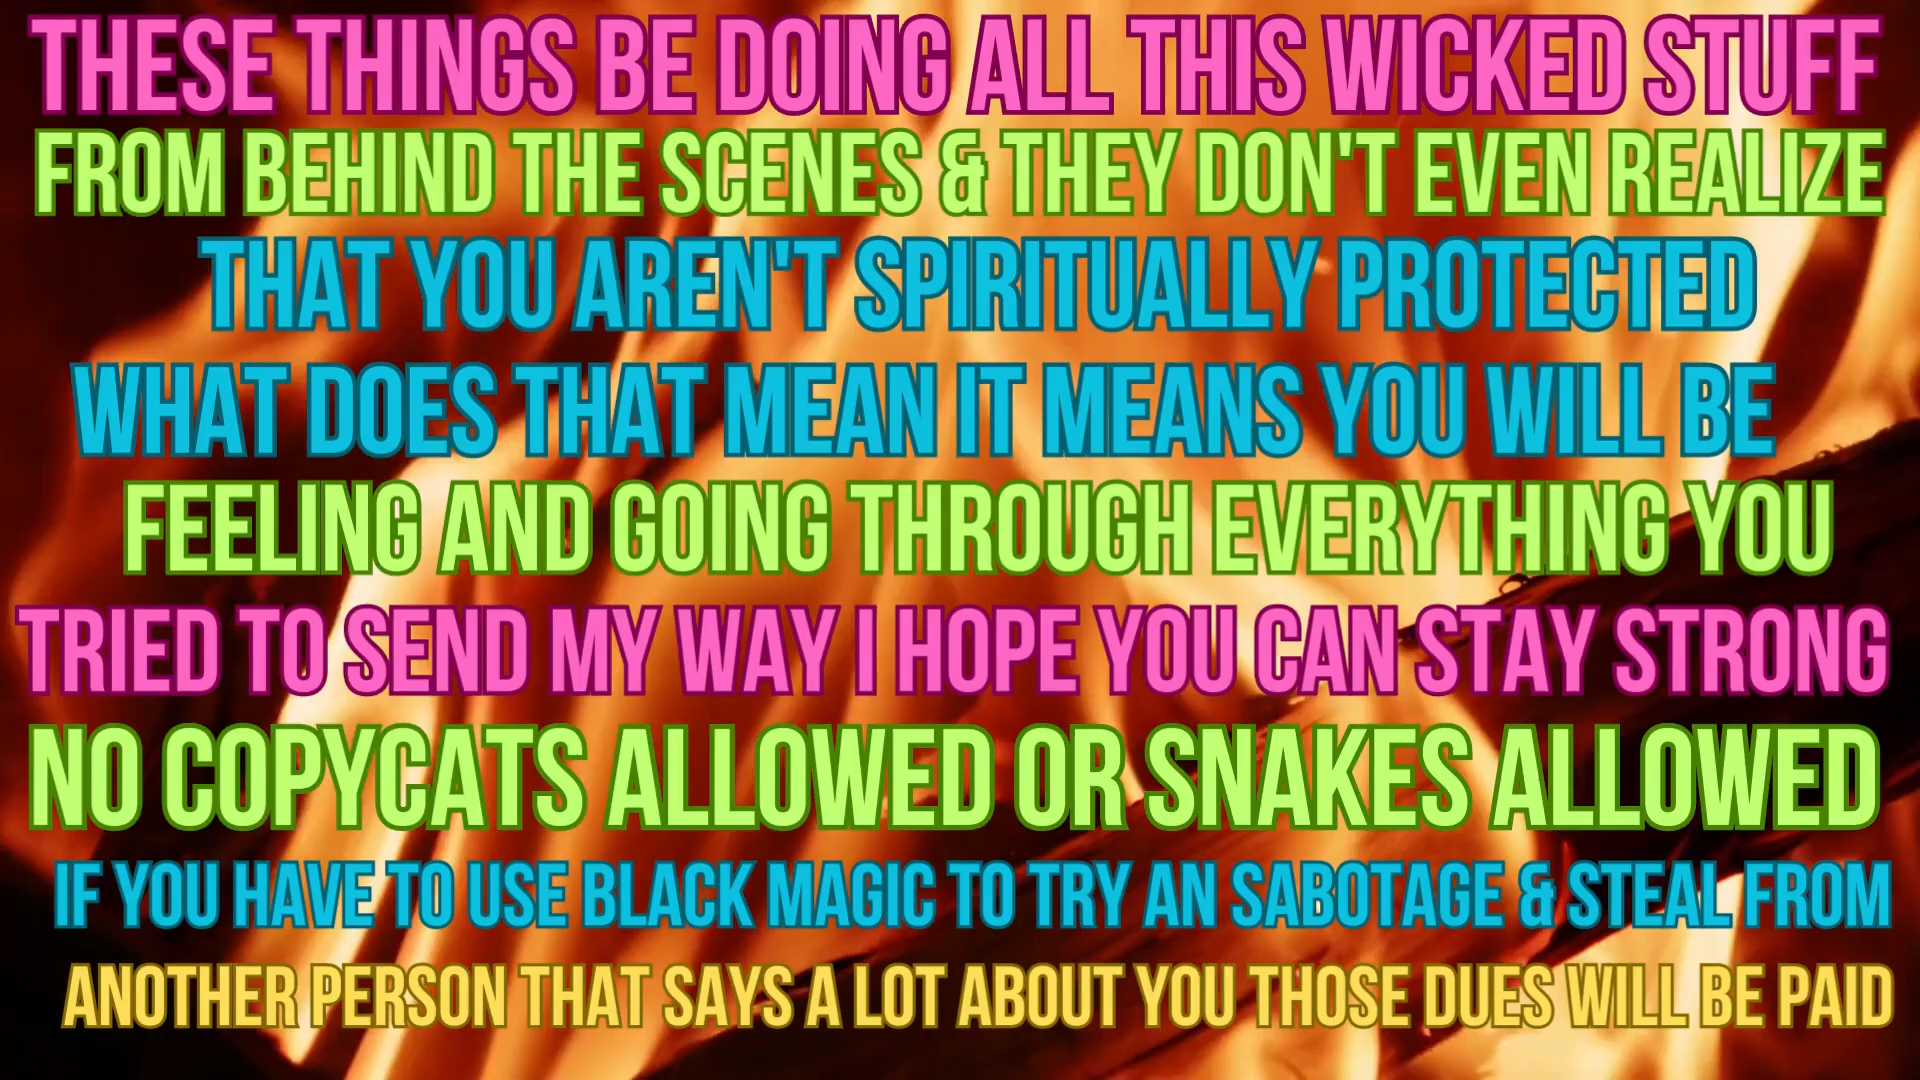 THESE THINGS BE DOING ALL THIS WICKED STUFF
FROM BEHIND THE SCENES & THEY DON'T EVEN REALIZE
THAT YOU AREN'T SPIRITUALLY PROTECTED
WHAT DOES THAT MEAN IT MEANS YOU WILL BE
FEELING AND GOING THROUGH EVERYTHING YOU
TRIED TO SEND MY WAY I HOPE YOU CAN STAY STRONG
NO COPYCATS ALLOWED OR SNAKES ALLOWED
IF YOU HAVE TO USE BLACK MAGIC TO TRY AN SABOTAGE & STEAL FROM
ANOTHER PERSON THAT SAYS A LOT ABOUT YOU THOSE DUES WILL BE PAID